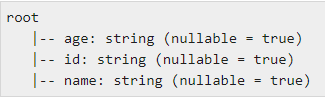 root
|-- age: string (nullable = true)
|-- id: string (nullable = true)
|-- name: string (nullable = true)